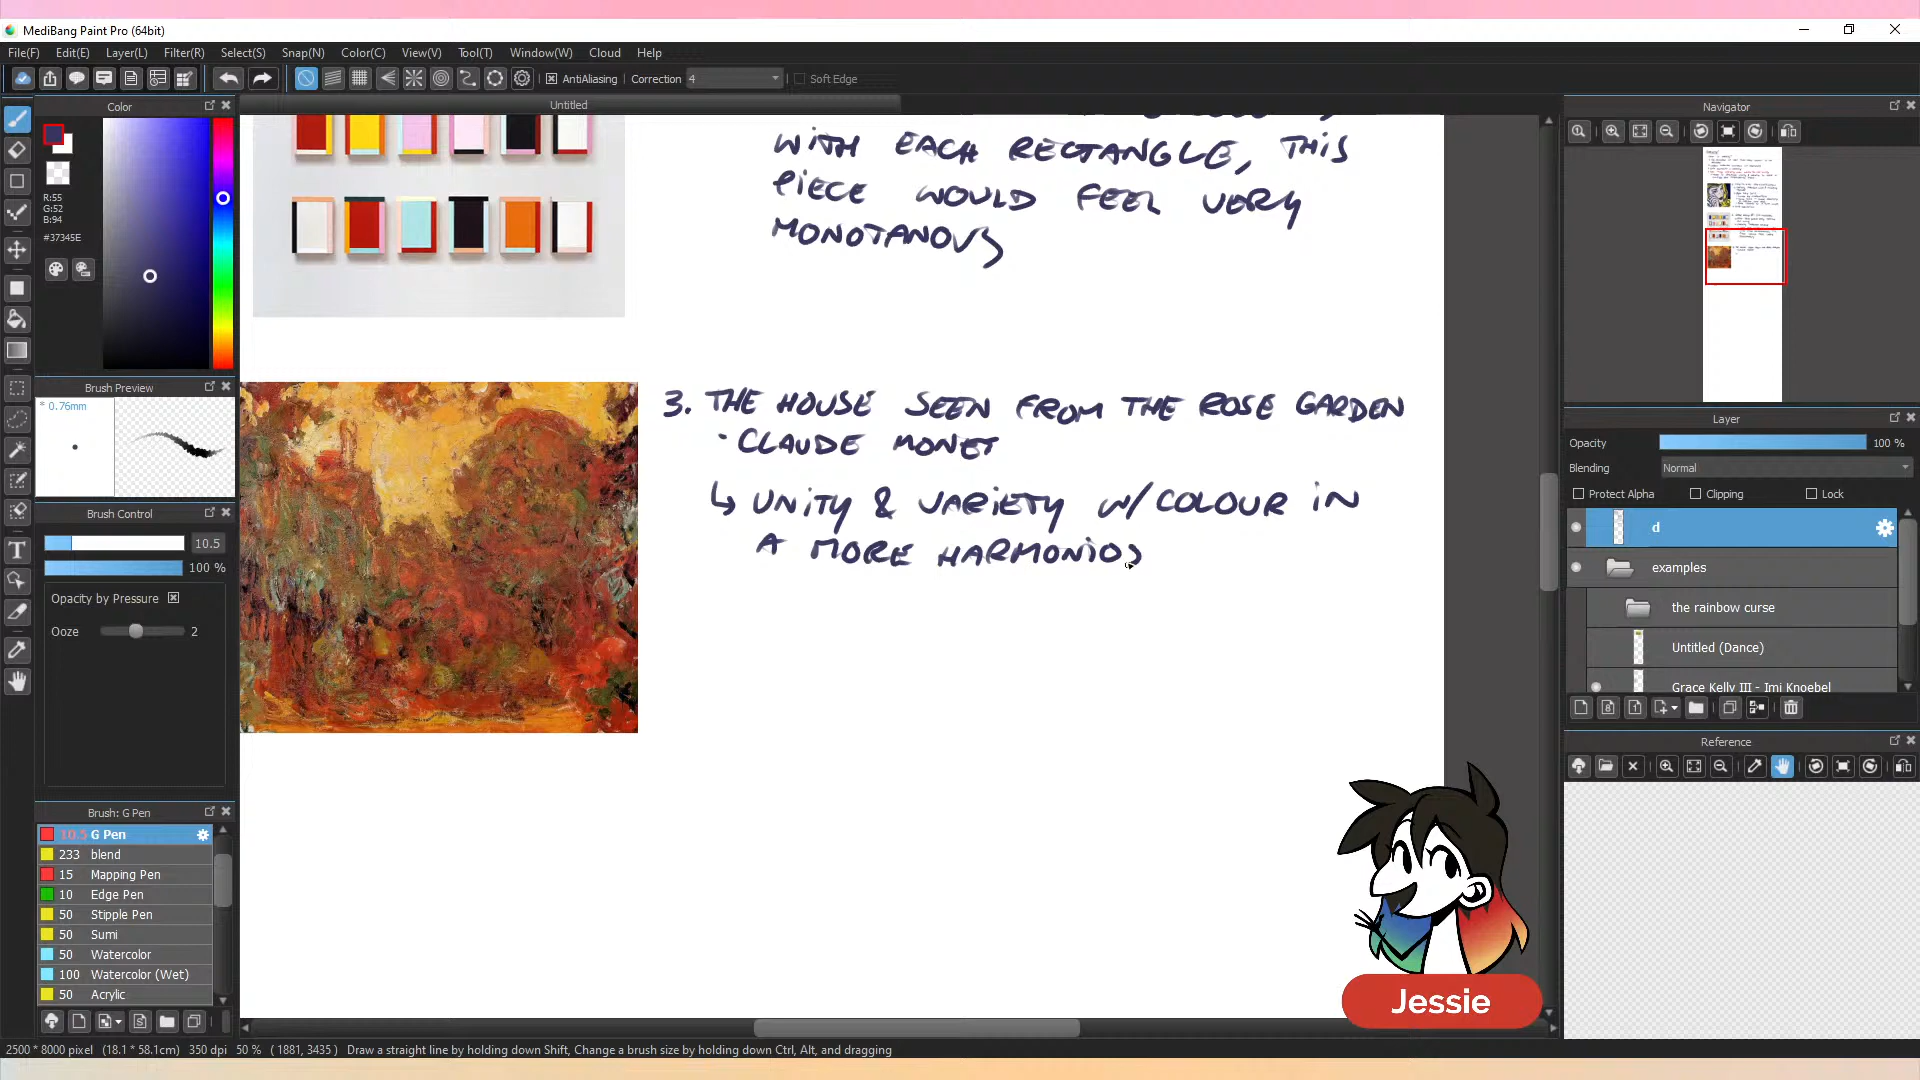 MediBang Paint Pro (64bit)
File(F) Edit(E) Layer(L) Filter(R) Select(S) Snap(N) Color(C) View(V) Tool(T) Window(W) Cloud Help
AntiAliasing Correction 4 Soft Edge
Color
R:55
G:52
B:94
#37345E
Brush Preview
* 0.76mm
Brush Control
10.5
100 %
Opacity by Pressure
Ooze 2
Brush: G Pen
10.5 G Pen
233 blend
15 Mapping Pen
10 Edge Pen
50 Stipple Pen
50 Sumi
50 Watercolor
100 Watercolor (Wet)
50 Acrylic
Untitled
WITH EACH RECTANGLE, THIS
PIECE WOULD FEEL VERY
MONOTANOUS
3. THE HOUSE SEEN FROM THE ROSE GARDEN
- CLAUDE MONET
↳ UNITY & VARIETY W/ COLOUR IN
A MORE HARMONIOS
Jessie
Navigator
Layer
Opacity 100 %
Blending Normal
Protect Alpha Clipping Lock
d
examples
the rainbow curse
Untitled (Dance)
Grace Kelly III - Imi Knoebel
Reference
2500 * 8000 pixel (18.1 * 58.1cm) 350 dpi 50 % ( 1881, 3435 ) Draw a straight line by holding down Shift, Change a brush size by holding down Ctrl, Alt, and dragging